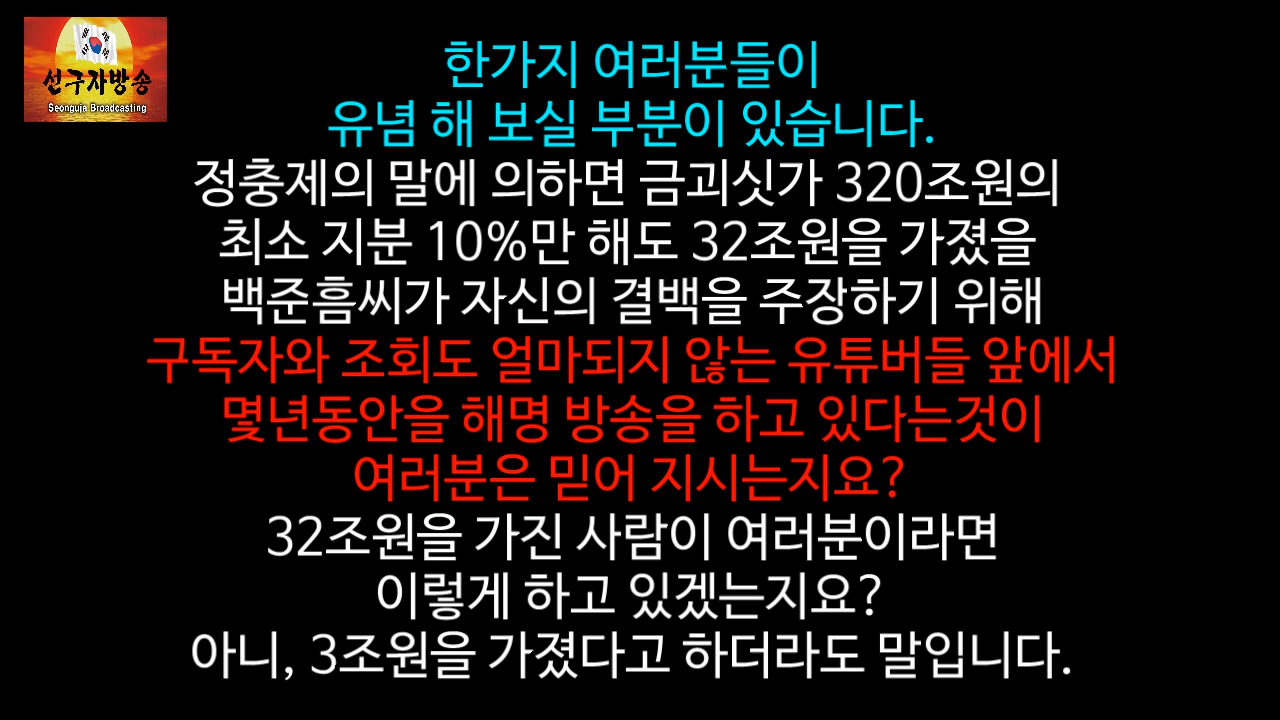 선구자방송
Seonguja Broadcasting
한가지 여러분들이
유념 해 보실 부분이 있습니다.
정충제의 말에 의하면 금괴싯가 320조원의
최소 지분 10%만 해도 32조원을 가졌을
백준흠씨가 자신의 결백을 주장하기 위해
구독자와 조회도 얼마되지 않는 유튜버들 앞에서
몇년동안을 해명 방송을 하고 있다는것이
여러분은 믿어 지시는지요?
32조원을 가진 사람이 여러분이라면
이렇게 하고 있겠는지요?
아니, 3조원을 가졌다고 하더라도 말입니다.